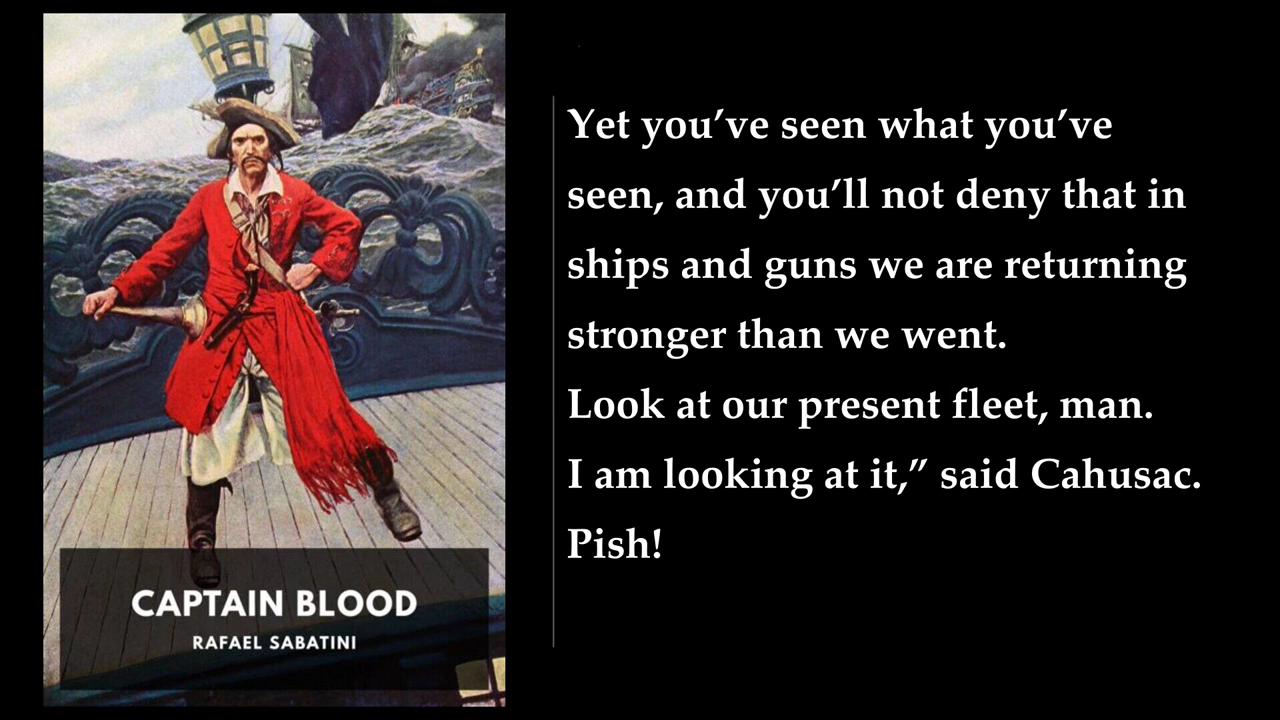 CAPTAIN BLOOD
RAFAEL SABATINI
Yet you’ve seen what you’ve
seen, and you’ll not deny that in
ships and guns we are returning
stronger than we went.
Look at our present fleet, man.
I am looking at it,” said Cahusac.
Pish!